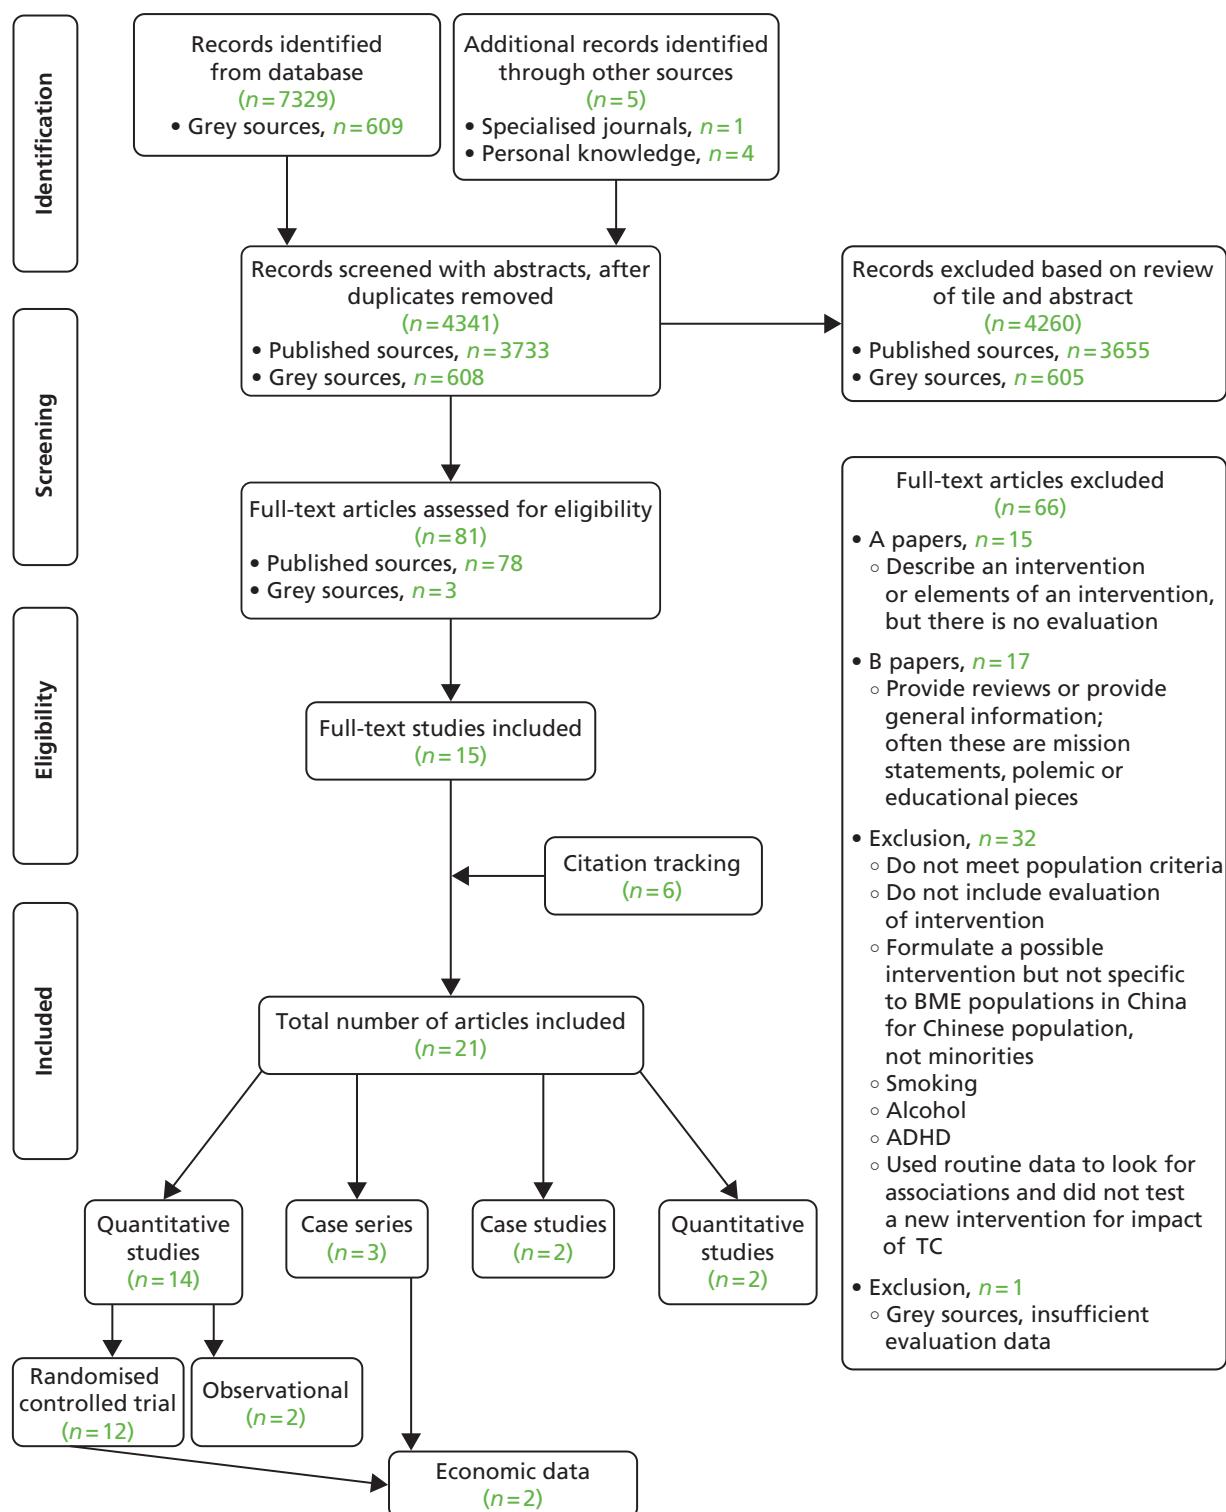 Identification
Records identified
from database
(n=7329)
• Grey sources, n=609
Additional records identified
through other sources
(n=5)
• Specialised journals, n=1
• Personal knowledge, n=4
Records screened with abstracts, after
duplicates removed
(n=4341)
• Published sources, n=3733
• Grey sources, n=608
Records excluded based on review
of tile and abstract
(n=4260)
• Published sources, n=3655
• Grey sources, n=605
Screening
Full-text articles assessed for eligibility
(n=81)
• Published sources, n=78
• Grey sources, n=3
Full-text articles excluded
(n=66)
• A papers, n=15
○ Describe an intervention
or elements of an intervention,
but there is no evaluation
• B papers, n=17
○ Provide reviews or provide
general information;
often these are mission
statements, polemic or
educational pieces
• Exclusion, n=32
○ Do not meet population criteria
○ Do not include evaluation
of intervention
○ Formulate a possible
intervention but not specific
to BME populations in China
for Chinese population,
not minorities
○ Smoking
○ Alcohol
○ ADHD
○ Used routine data to look for
associations and did not test
a new intervention for impact
of TC
• Exclusion, n=1
○ Grey sources, insufficient
evaluation data
Eligibility
Full-text studies included
(n=15)
Citation tracking
(n=6)
Included
Total number of articles included
(n=21)
Quantitative
studies
(n=14)
Case series
(n=3)
Case studies
(n=2)
Quantitative
studies
(n=2)
Randomised
controlled trial
(n=12)
Observational
(n=2)
Economic data
(n=2)